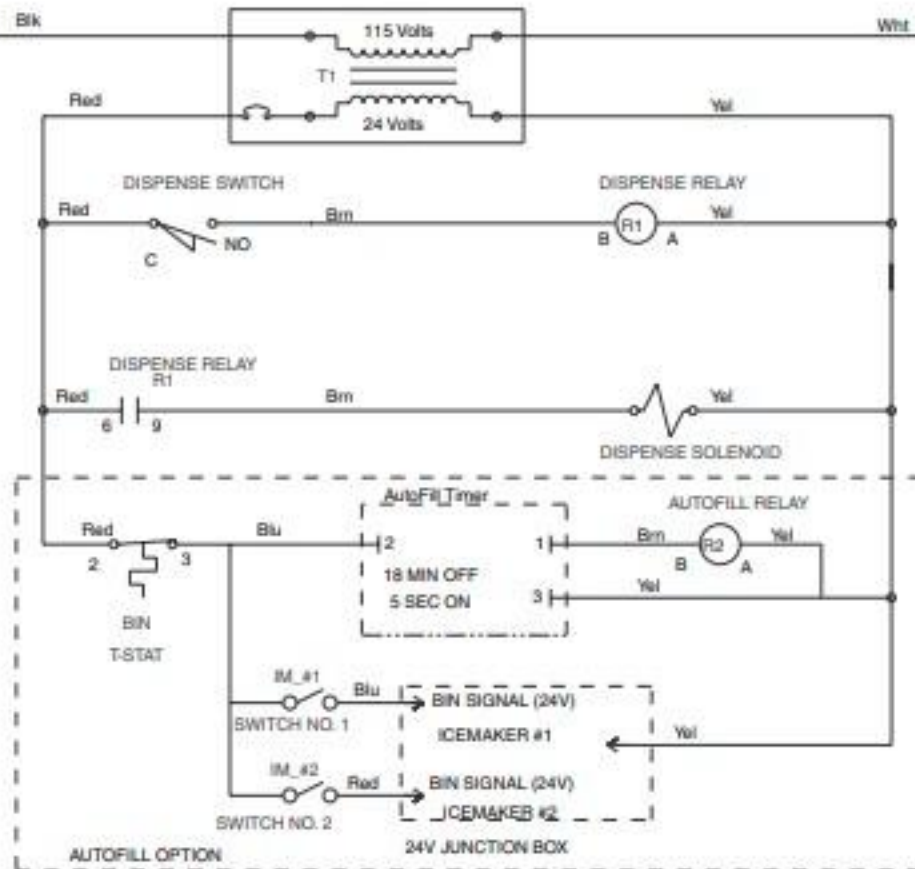 Blk
115 Volts
Wht
T1
Red
24 Volts
Yel
DISPENSE SWITCH
DISPENSE RELAY
Red
Brn
R1
Yel
B
A
NO
C
DISPENSE RELAY
R1
Red
Brn
Yel
6
9
DISPENSE SOLENOID
AutoFill Timer
AUTOFILL RELAY
Red
Blu
2
1
Brn
R2
Yel
2
3
B
A
18 MIN OFF
Yel
5 SEC ON
3
BIN
T-STAT
IM_#1
Blu
BIN SIGNAL (24V)
SWITCH NO. 1
ICEMAKER #1
Yel
IM_#2
Red
BIN SIGNAL (24V)
ICEMAKER #2
SWITCH NO. 2
24V JUNCTION BOX
AUTOFILL OPTION